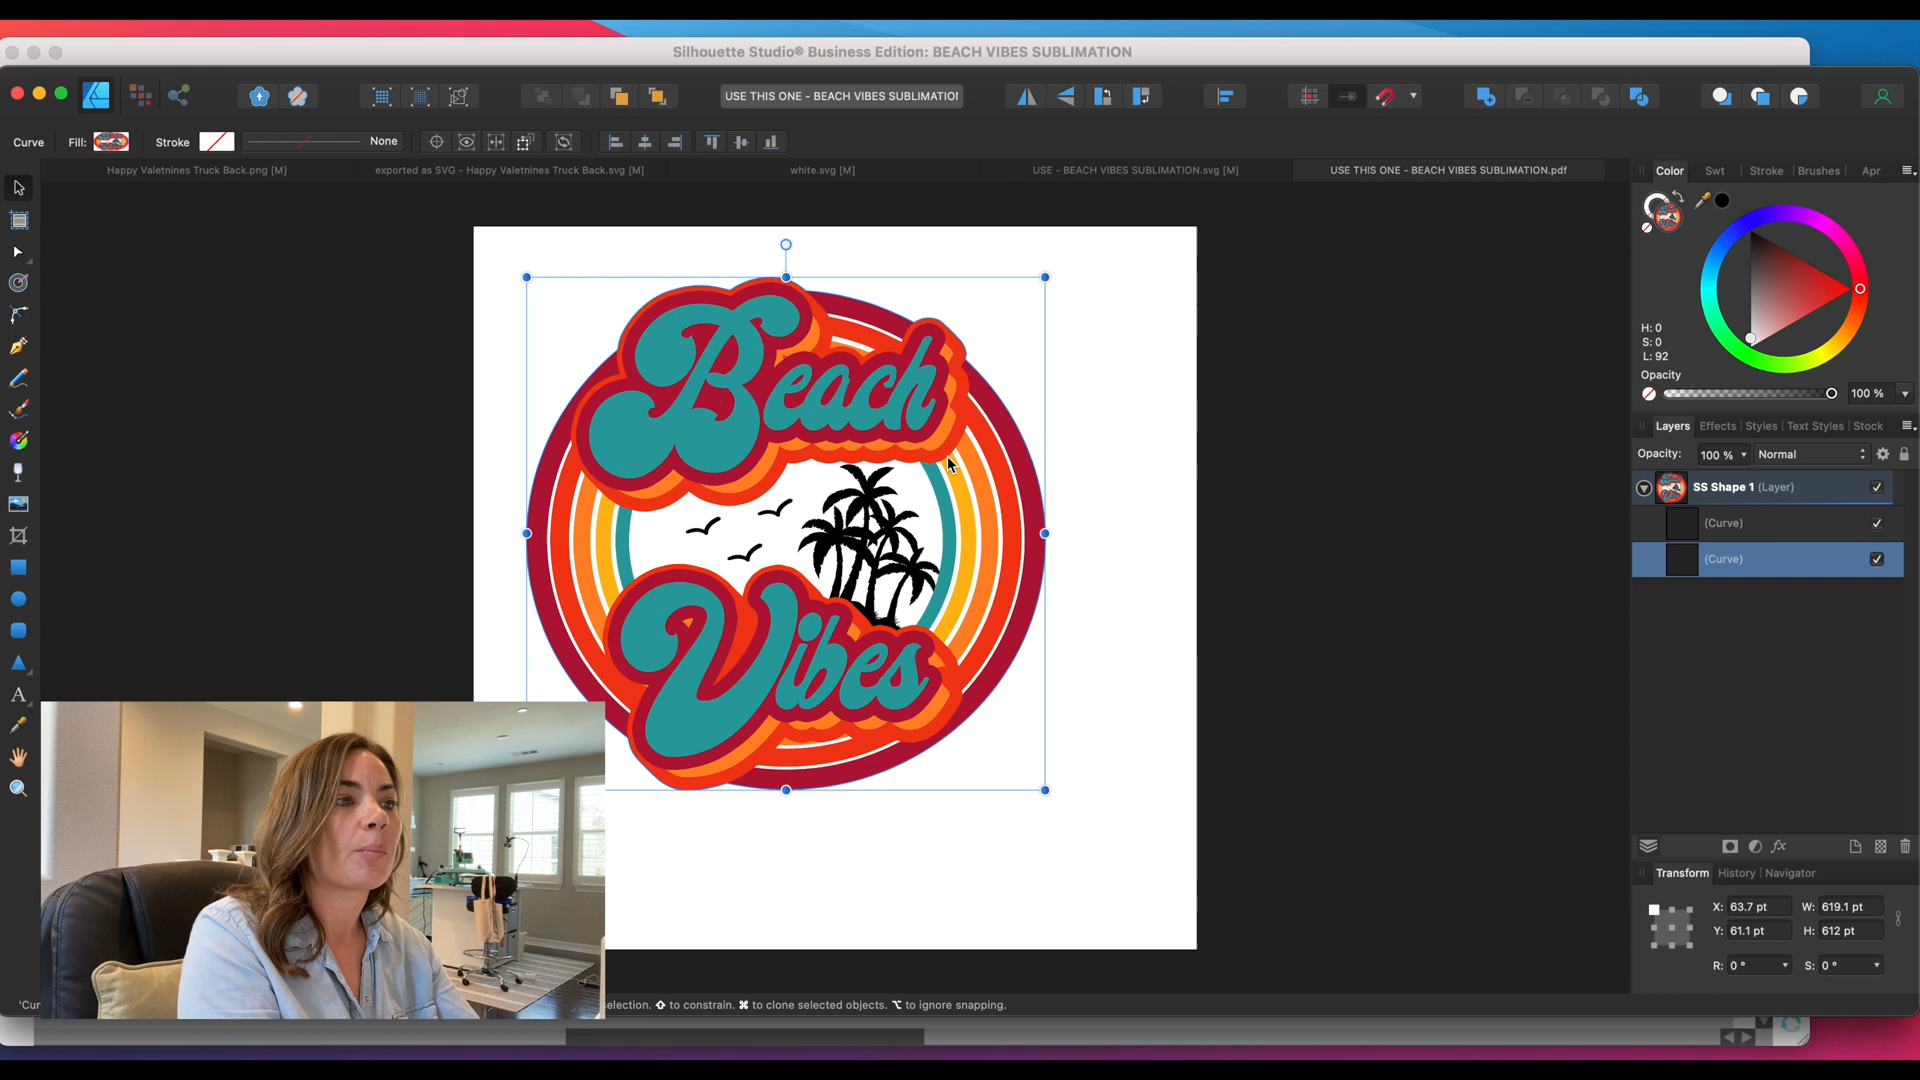 Silhouette Studio® Business Edition: BEACH VIBES SUBLIMATION
USE THIS ONE - BEACH VIBES SUBLIMATION
Curve Fill: Stroke None
Happy Valetnines Truck Back.png [M]
exported as SVG - Happy Valetnines Truck Back.svg [M]
white.svg [M]
USE - BEACH VIBES SUBLIMATION.svg [M]
USE THIS ONE - BEACH VIBES SUBLIMATION.pdf
Color Swt Stroke Brushes Apr
H: 0
S: 0
L: 92
Opacity
100 %
Layers Effects Styles Text Styles Stock
Opacity: 100 % Normal
SS Shape 1 (Layer)
(Curve)
(Curve)
Beach
Vibes
A
fx
Transform History Navigator
X: 63.7 pt W: 619.1 pt
Y: 61.1 pt H: 612 pt
R: 0 ° S: 0 °
'Cur
selection. ⇧ to constrain. ⌘ to clone selected objects. ⌥ to ignore snapping.